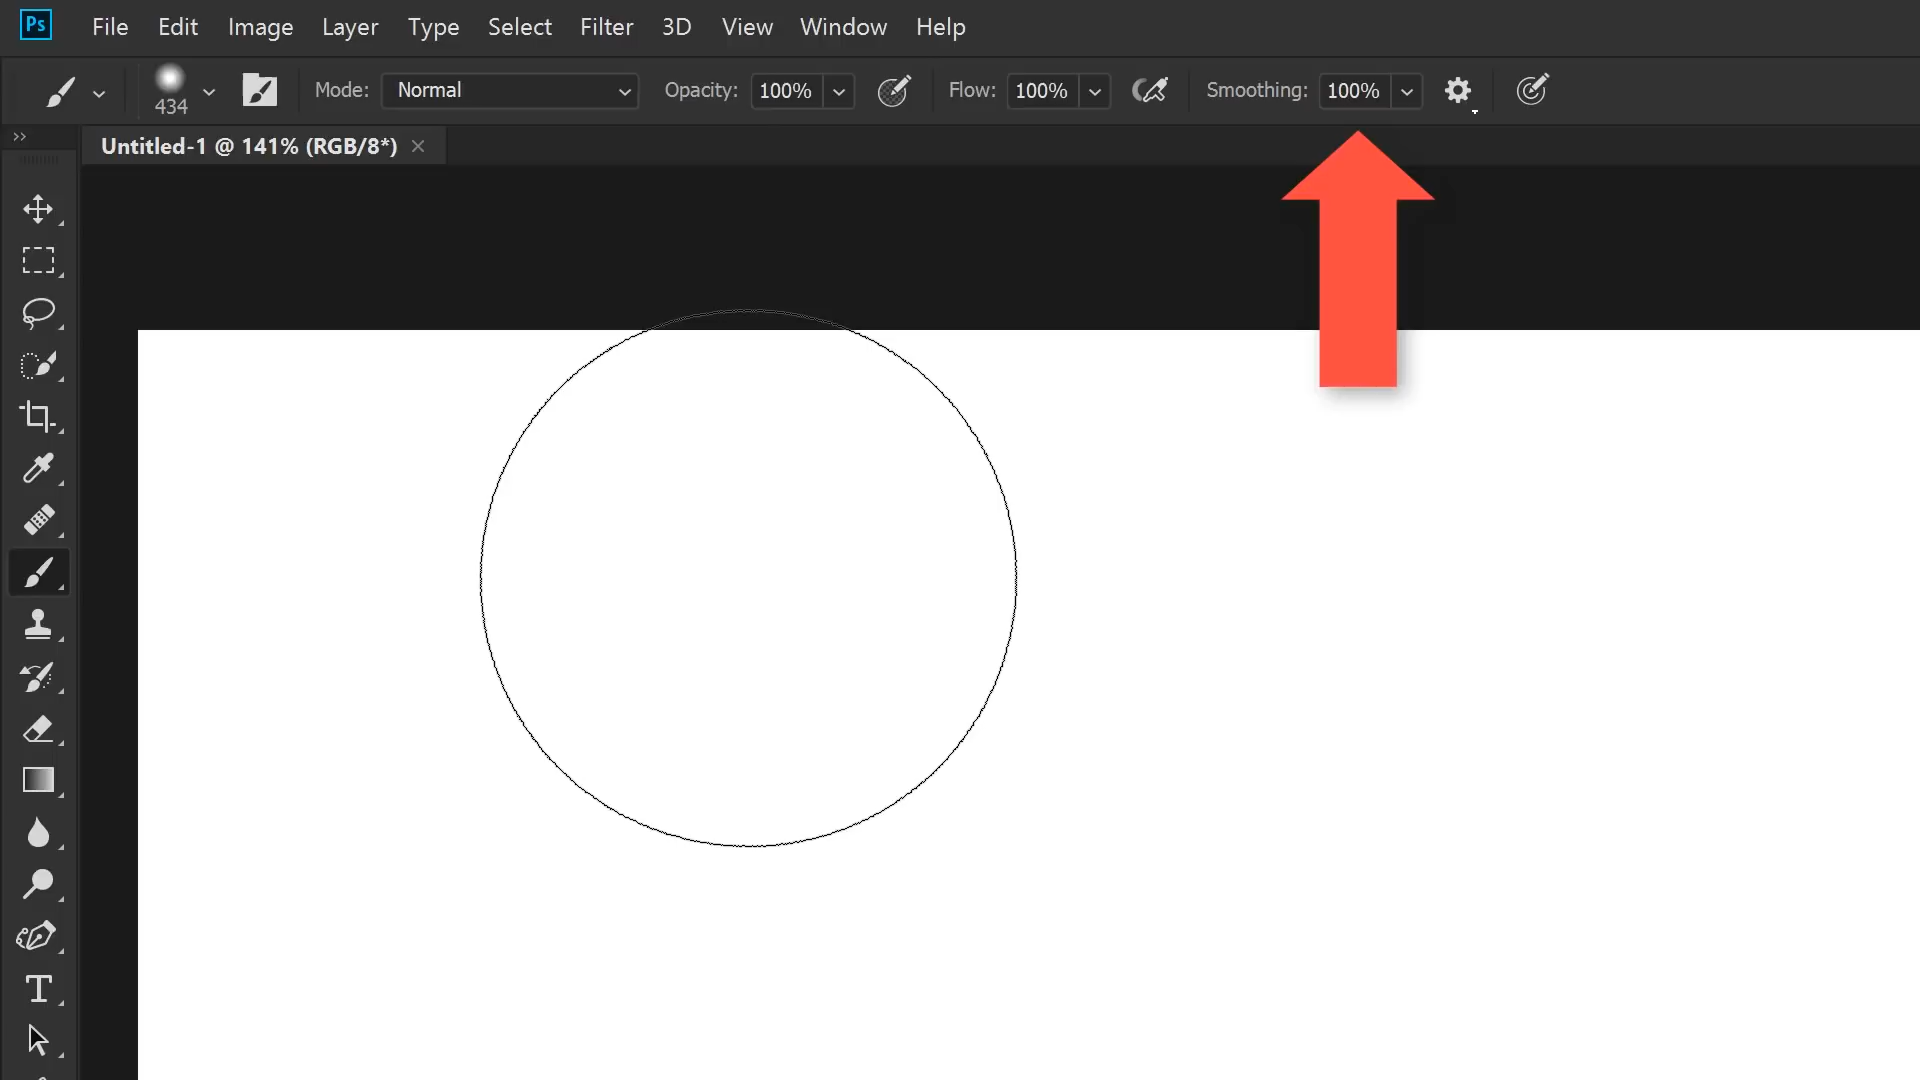 Ps File Edit Image Layer Type Select Filter 3D View Window Help
434 Mode: Normal Opacity: 100% Flow: 100% Smoothing: 100%
Untitled-1 @ 141% (RGB/8*)